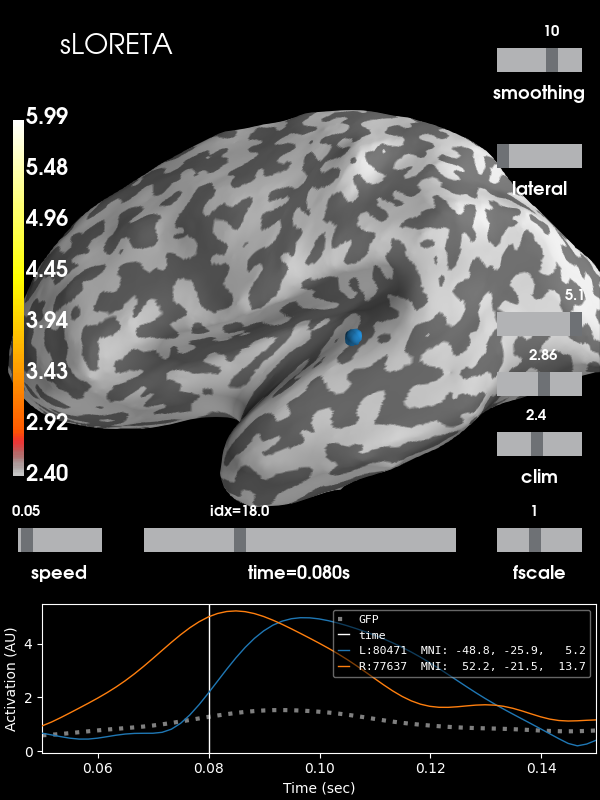 sLORETA
10
smoothing
lateral
5.99
5.48
4.96
4.45
3.94
3.43
2.92
2.40
5.1
2.86
2.4
clim
0.05
speed
idx=18.0
time=0.080s
1
fscale
GFP
time
L:80471 MNI: -48.8, -25.9, 5.2
R:77637 MNI: 52.2, -21.5, 13.7
Activation (AU)
4
2
0
0.06 0.08 0.10 0.12 0.14
Time (sec)